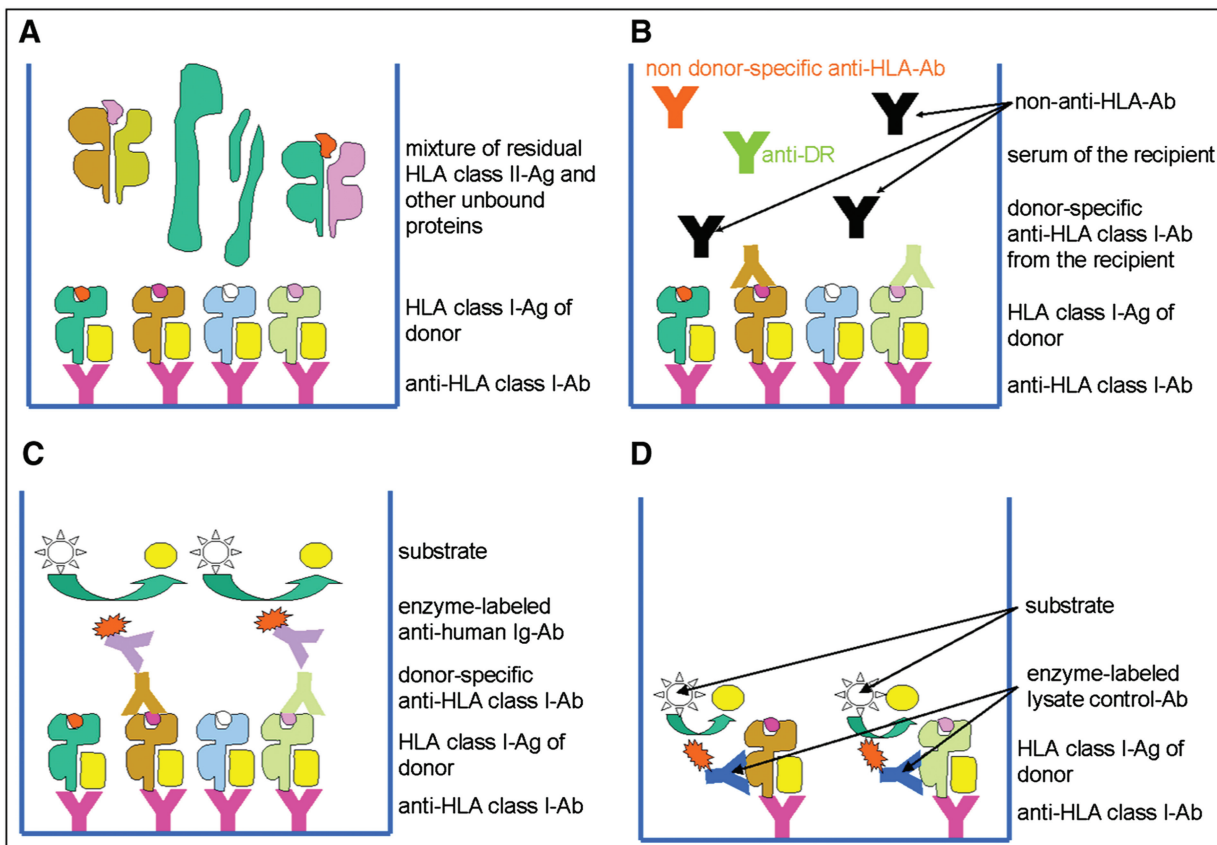 A
mixture of residual
HLA class II-Ag and
other unbound
proteins
HLA class I-Ag of
donor
anti-HLA class I-Ab
B
non donor-specific anti-HLA-Ab
anti-DR
non-anti-HLA-Ab
serum of the recipient
donor-specific
anti-HLA class I-Ab
from the recipient
HLA class I-Ag of
donor
anti-HLA class I-Ab
C
substrate
enzyme-labeled
anti-human Ig-Ab
donor-specific
anti-HLA class I-Ab
HLA class I-Ag of
donor
anti-HLA class I-Ab
D
substrate
enzyme-labeled
lysate control-Ab
HLA class I-Ag of
donor
anti-HLA class I-Ab